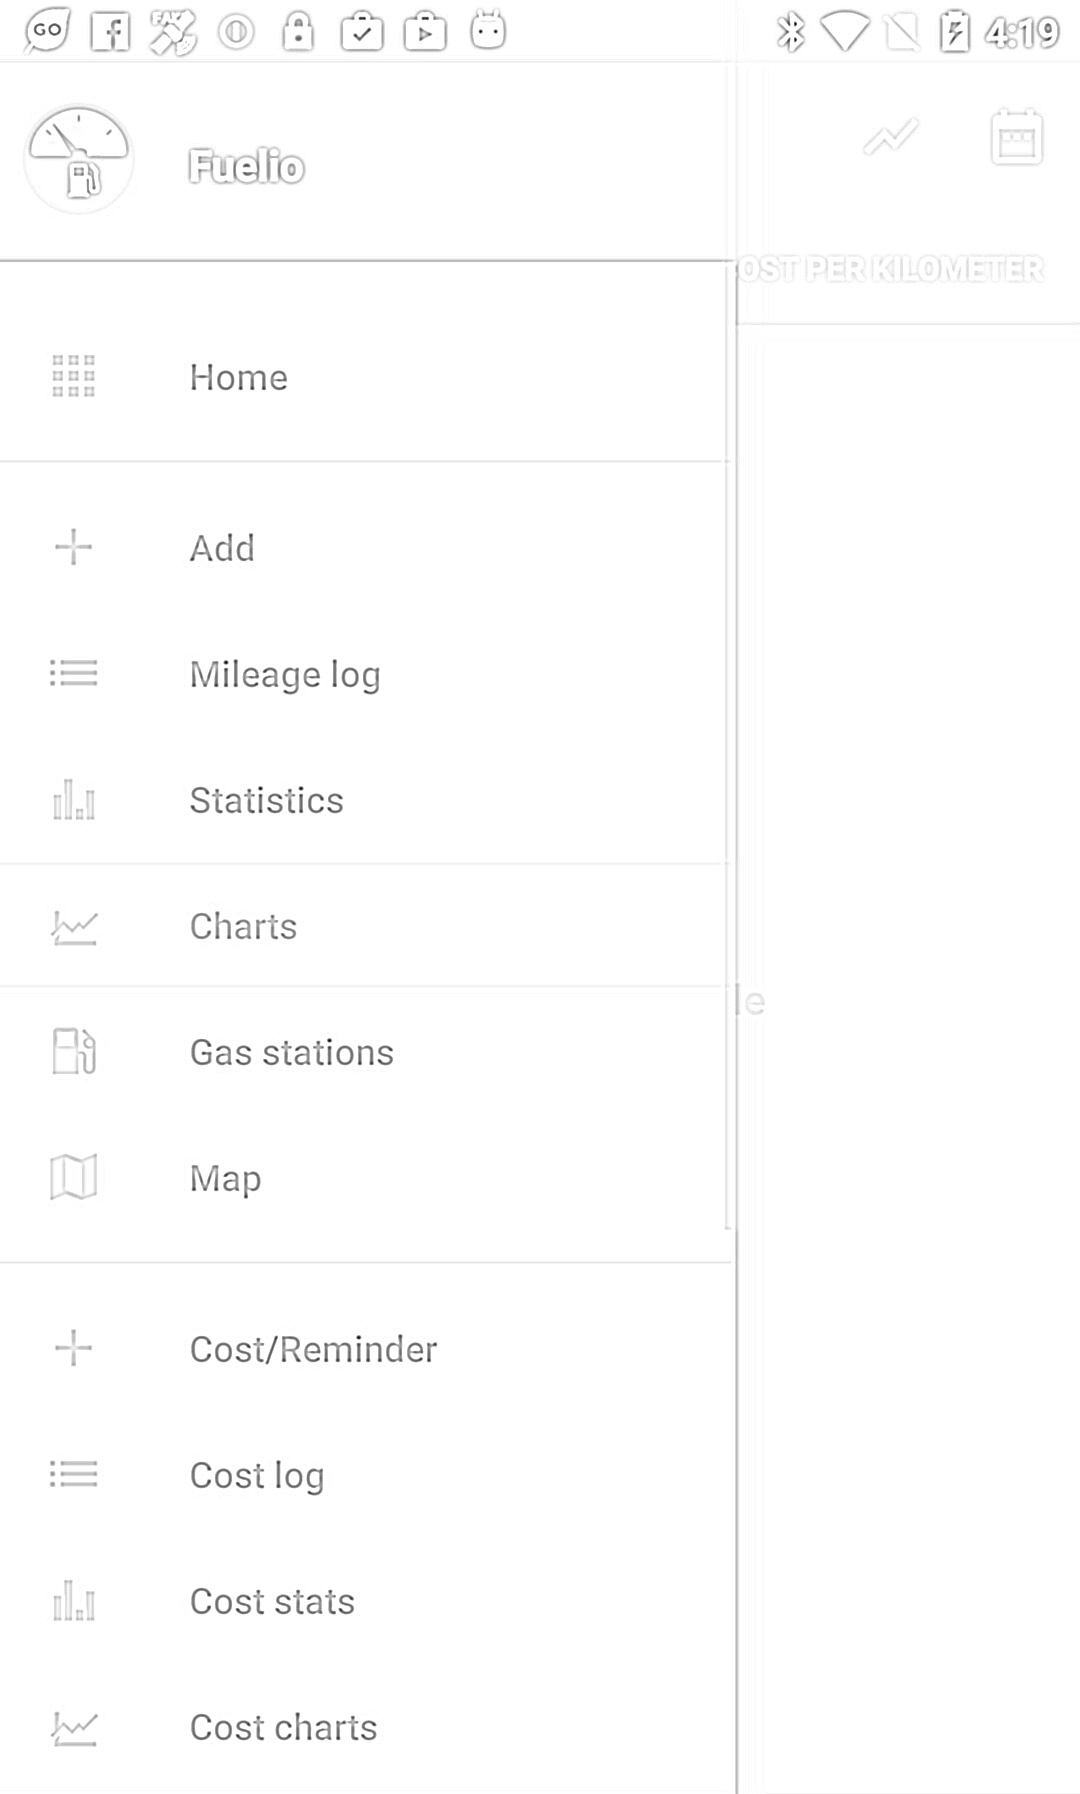 GO FAX 4:19
Fuelio
OST PER KILOMETER
Home
Add
Mileage log
Statistics
Charts
le
Gas stations
Map
Cost/Reminder
Cost log
Cost stats
Cost charts